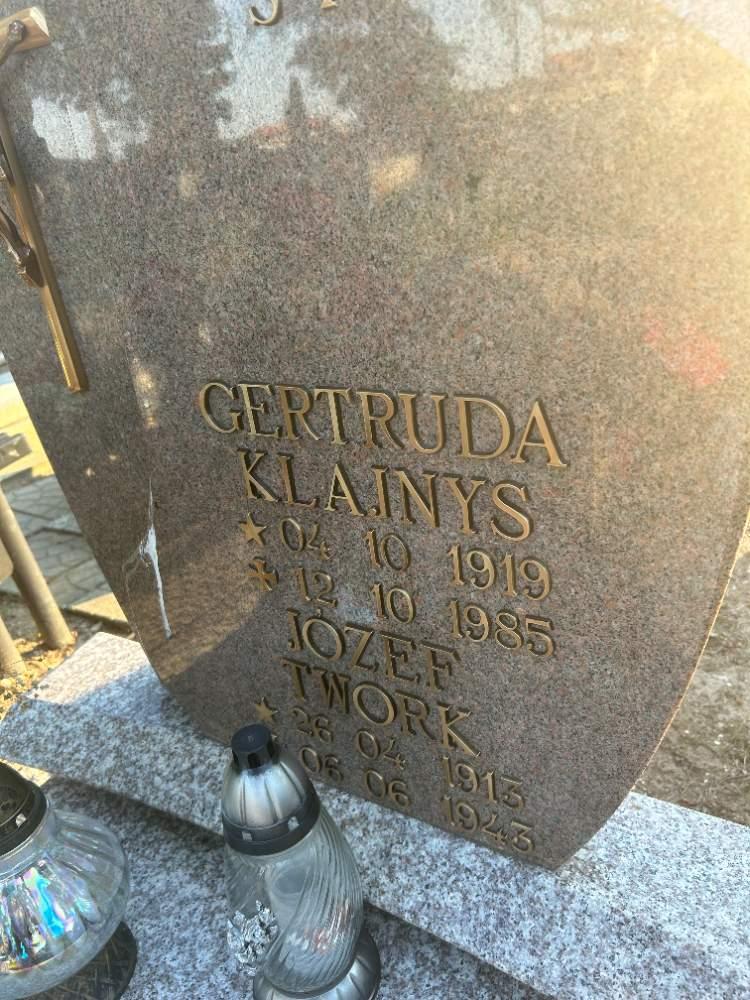 GERTRUDA
KLAJNYS
★ 04 10 1919
✠ 12 10 1985
JÓZEF
TWORK
★ 26 04 1913
06 06 1943